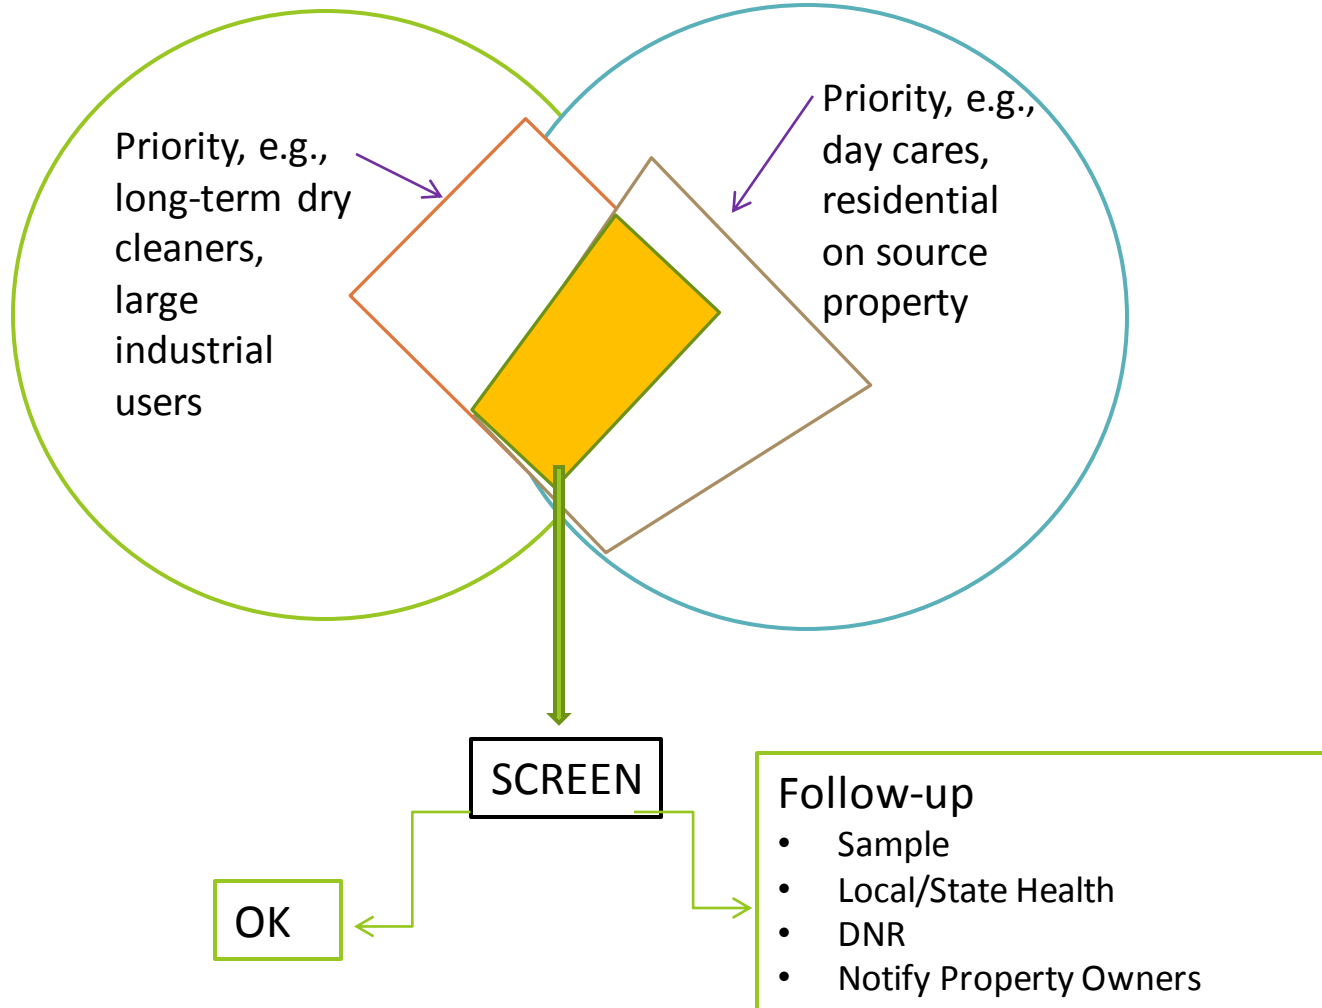 Priority, e.g.,
long-term dry
cleaners,
large
industrial
users
Priority, e.g.,
day cares,
residential
on source
property
SCREEN
OK
Follow-up
• Sample
• Local/State Health
• DNR
• Notify Property Owners